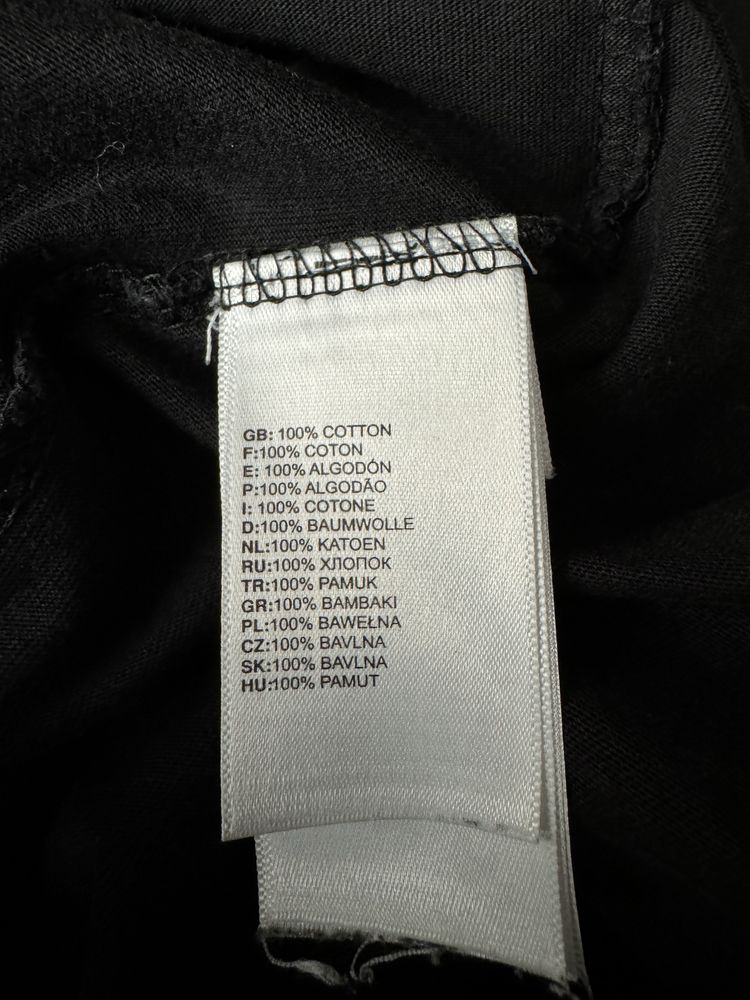 GB: 100% COTTON
F:100% COTON
E: 100% ALGODÓN
P:100% ALGODÃO
I: 100% COTONE
D:100% BAUMWOLLE
NL:100% KATOEN
RU:100% ХЛОПОК
TR:100% PAMUK
GR:100% BAMBAKI
PL:100% BAWEŁNA
CZ:100% BAVLNA
SK:100% BAVLNA
HU:100% PAMUT